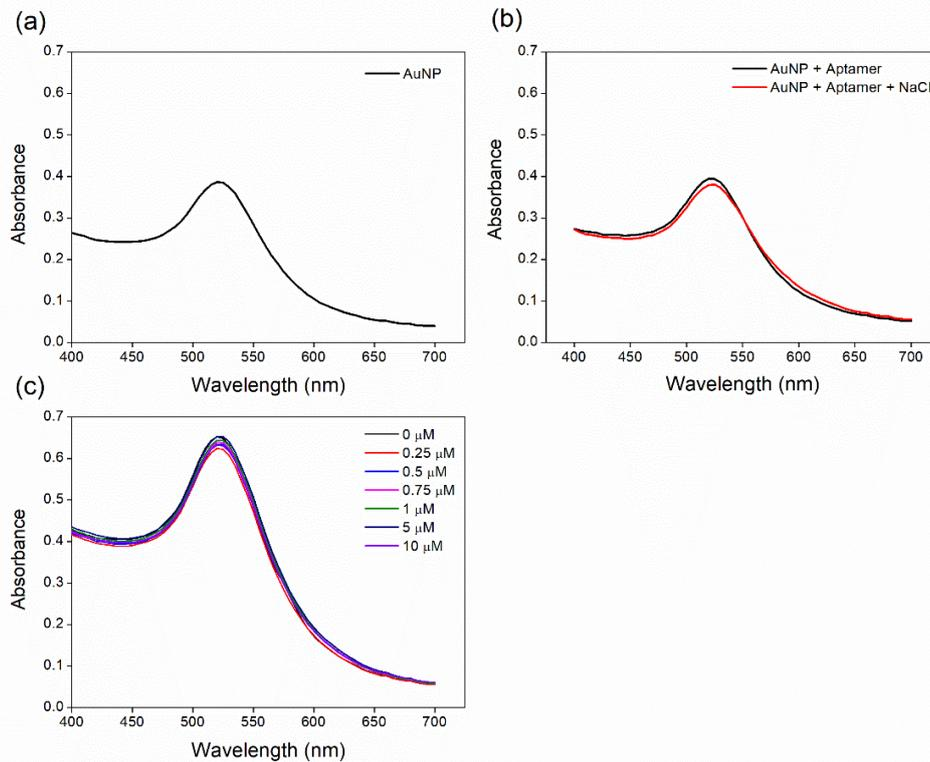 (a)
0.7
0.6
0.5
0.4
0.3
0.2
0.1
0.0
400 450 500 550 600 650 700
Absorbance
Wavelength (nm)
AuNP
(b)
0.7
0.6
0.5
0.4
0.3
0.2
0.1
0.0
400 450 500 550 600 650 700
Absorbance
Wavelength (nm)
AuNP + Aptamer
AuNP + Aptamer + NaCl
(c)
0.7
0.6
0.5
0.4
0.3
0.2
0.1
0.0
400 450 500 550 600 650 700
Absorbance
Wavelength (nm)
0 μM
0.25 μM
0.5 μM
0.75 μM
1 μM
5 μM
10 μM